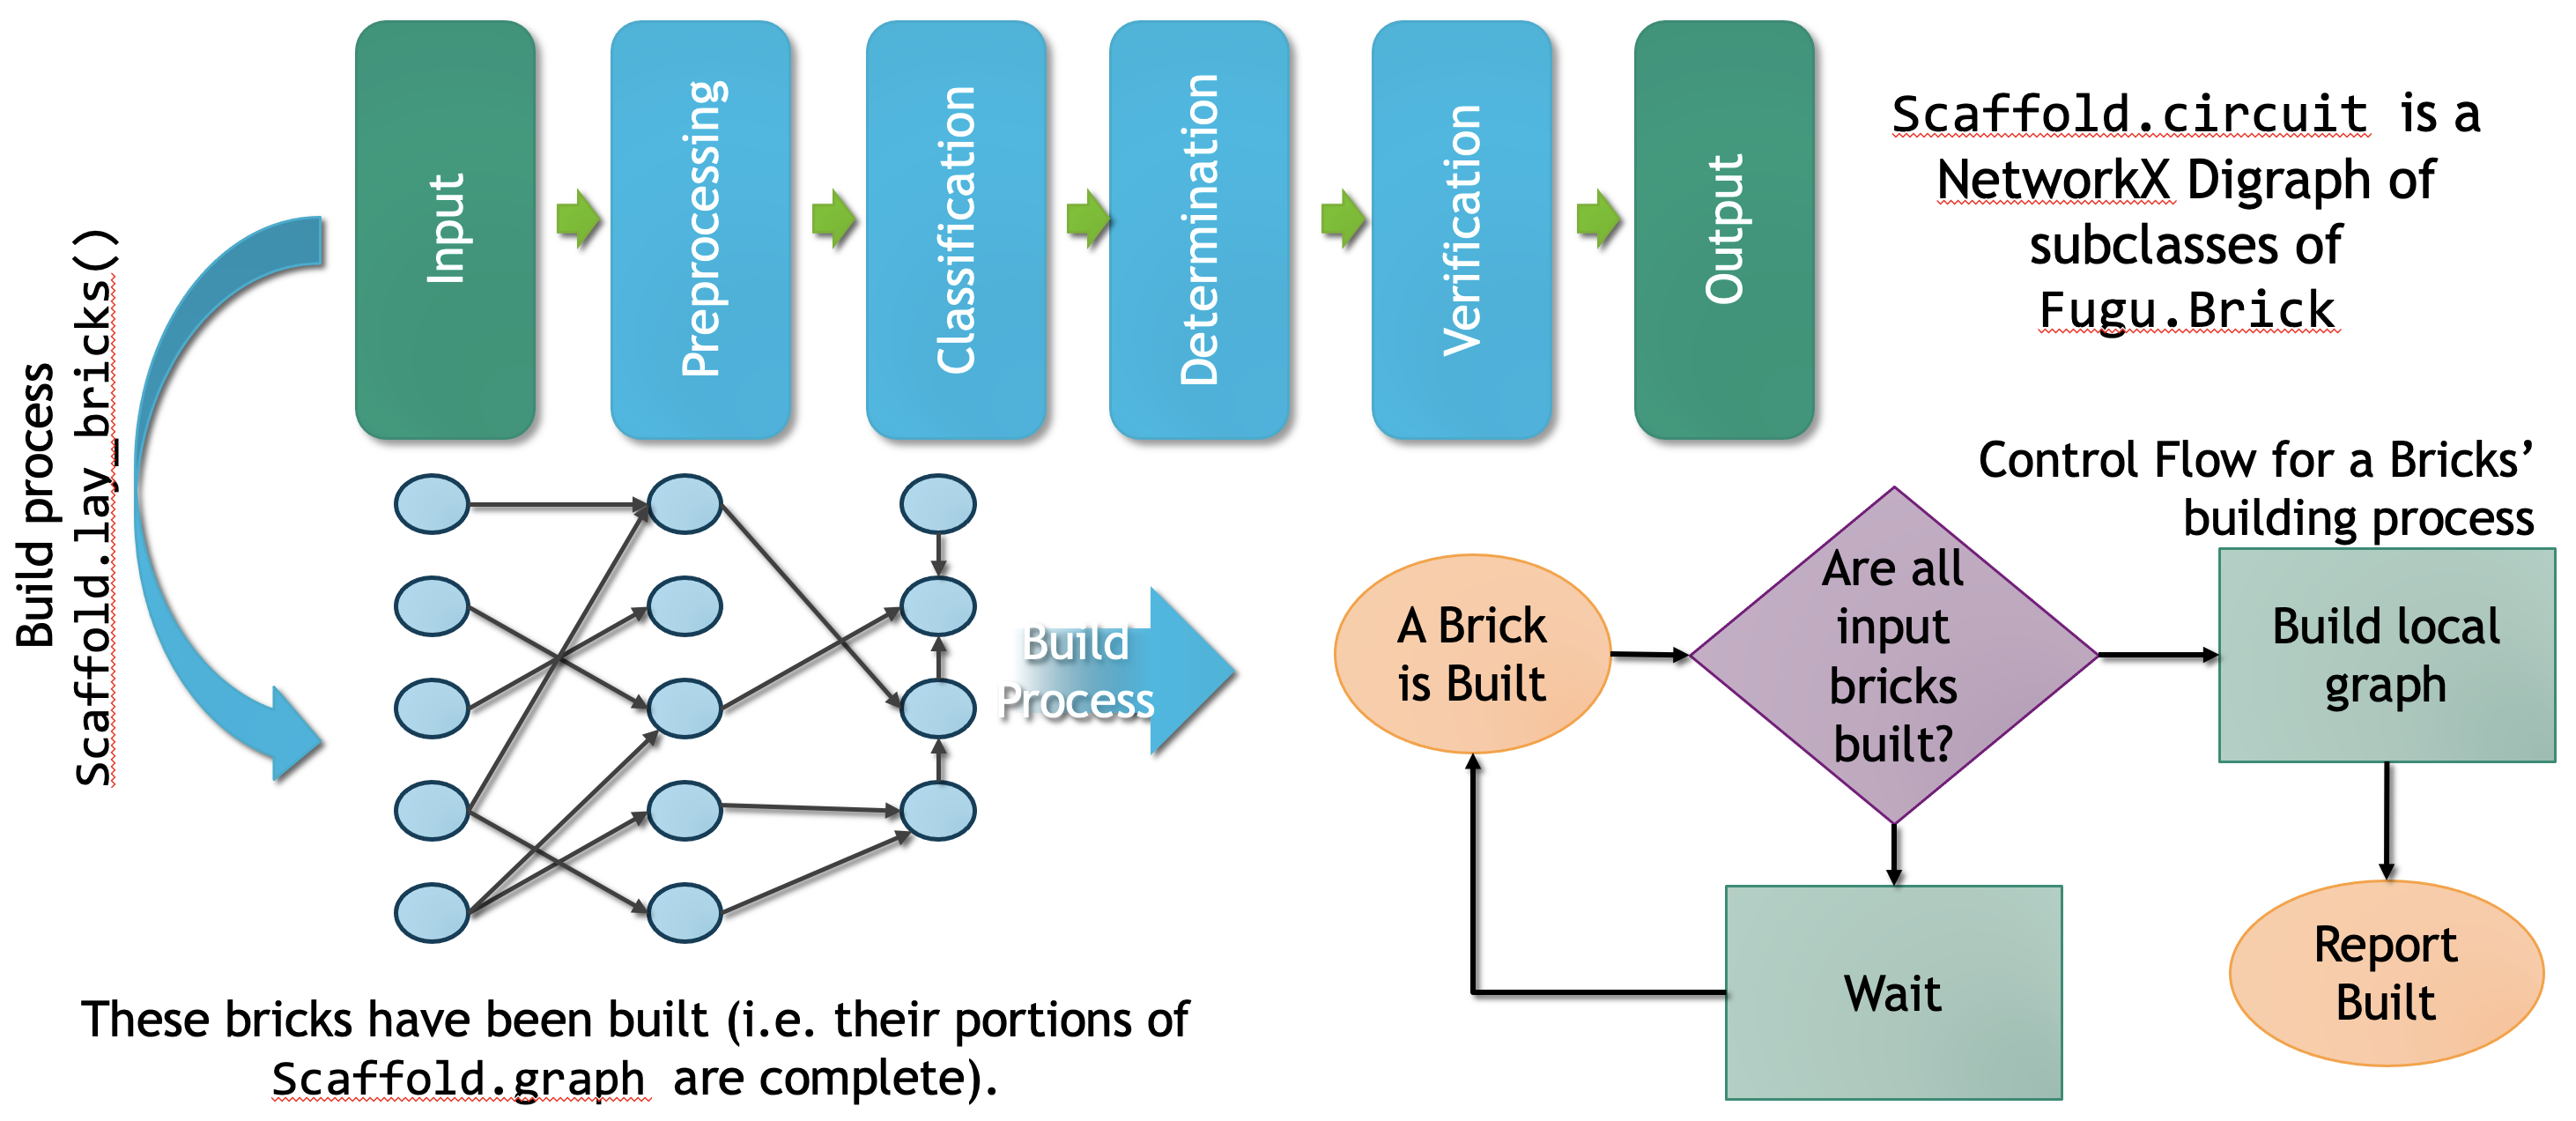 Build process
Scaffold.lay_bricks()
Input
Preprocessing
Classification
Determination
Verification
Output
Scaffold.circuit is a
NetworkX Digraph of
subclasses of
Fugu.Brick
Build
Process
These bricks have been built (i.e. their portions of
Scaffold.graph are complete).
Control Flow for a Bricks’
building process
A Brick
is Built
Are all
input
bricks
built?
Build local
graph
Wait
Report
Built